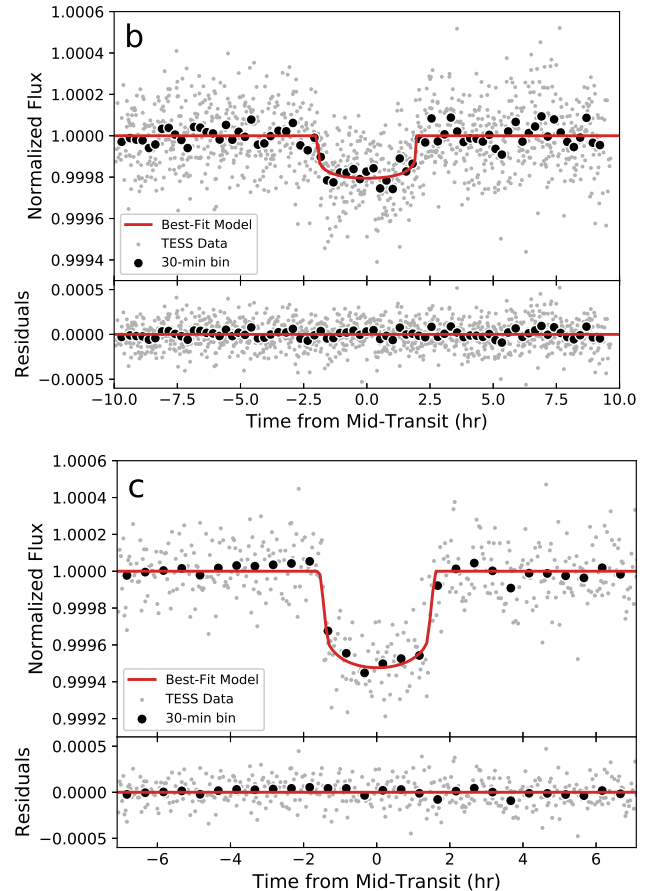 b
1.0006
1.0004
1.0002
1.0000
0.9998
0.9996
0.9994
Normalized Flux
Best-Fit Model
TESS Data
30-min bin
0.0005
0.0000
−0.0005
Residuals
−10.0 −7.5 −5.0 −2.5 0.0 2.5 5.0 7.5 10.0
Time from Mid-Transit (hr)
c
1.0006
1.0004
1.0002
1.0000
0.9998
0.9996
0.9994
0.9992
Normalized Flux
Best-Fit Model
TESS Data
30-min bin
0.0005
0.0000
−0.0005
Residuals
−6 −4 −2 0 2 4 6
Time from Mid-Transit (hr)